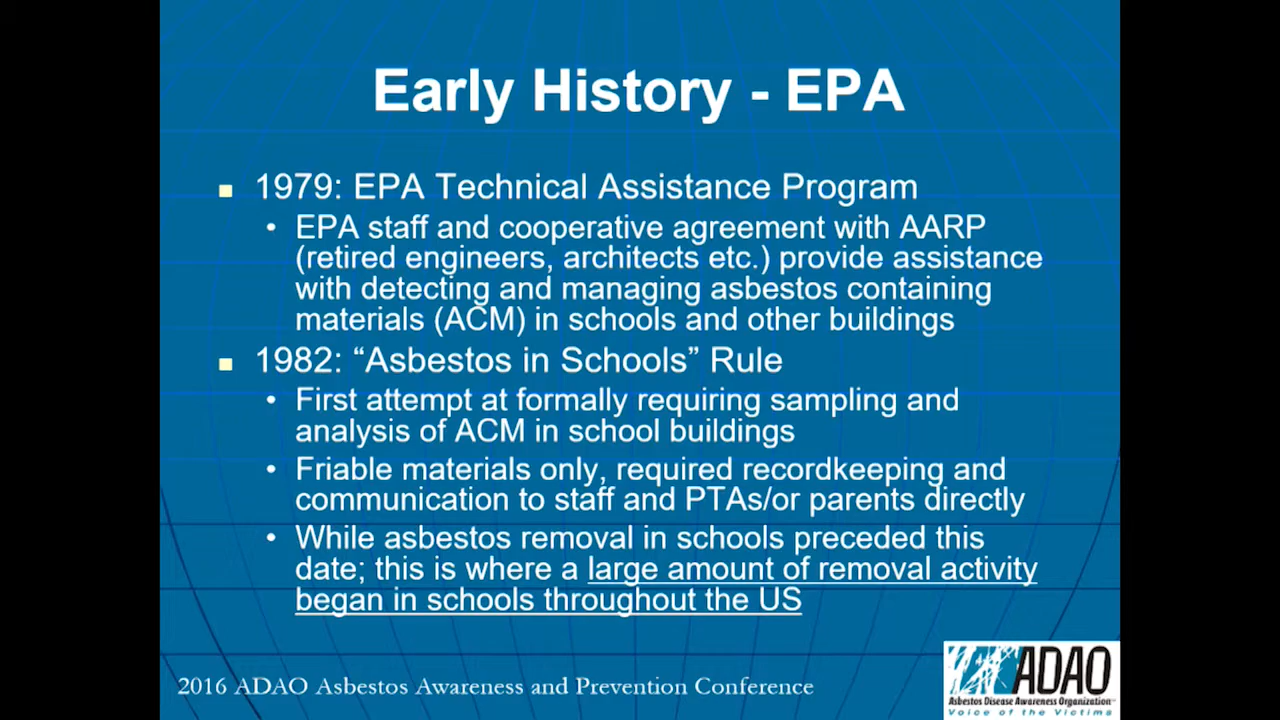 Early History - EPA
1979: EPA Technical Assistance Program
• EPA staff and cooperative agreement with AARP
(retired engineers, architects etc.) provide assistance
with detecting and managing asbestos containing
materials (ACM) in schools and other buildings
1982: “Asbestos in Schools” Rule
• First attempt at formally requiring sampling and
analysis of ACM in school buildings
• Friable materials only, required recordkeeping and
communication to staff and PTAs/or parents directly
• While asbestos removal in schools preceded this
date; this is where a large amount of removal activity
began in schools throughout the US
2016 ADAO Asbestos Awareness and Prevention Conference
ADAO
Asbestos Disease Awareness Organization
Voice of the Victims